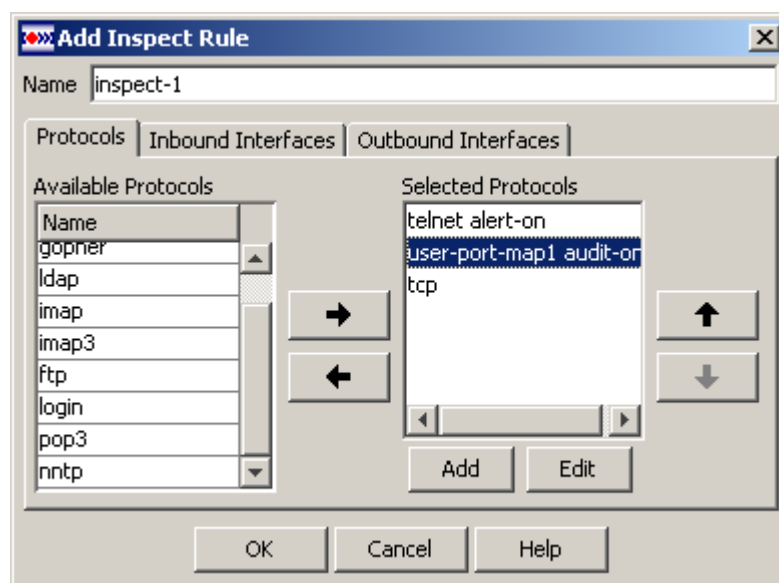 Add Inspect Rule
Name inspect-1
Protocols Inbound Interfaces Outbound Interfaces
Available Protocols
Name
gopher
ldap
imap
imap3
ftp
login
pop3
nntp
Selected Protocols
telnet alert-on
user-port-map1 audit-on
tcp
Add Edit
OK Cancel Help